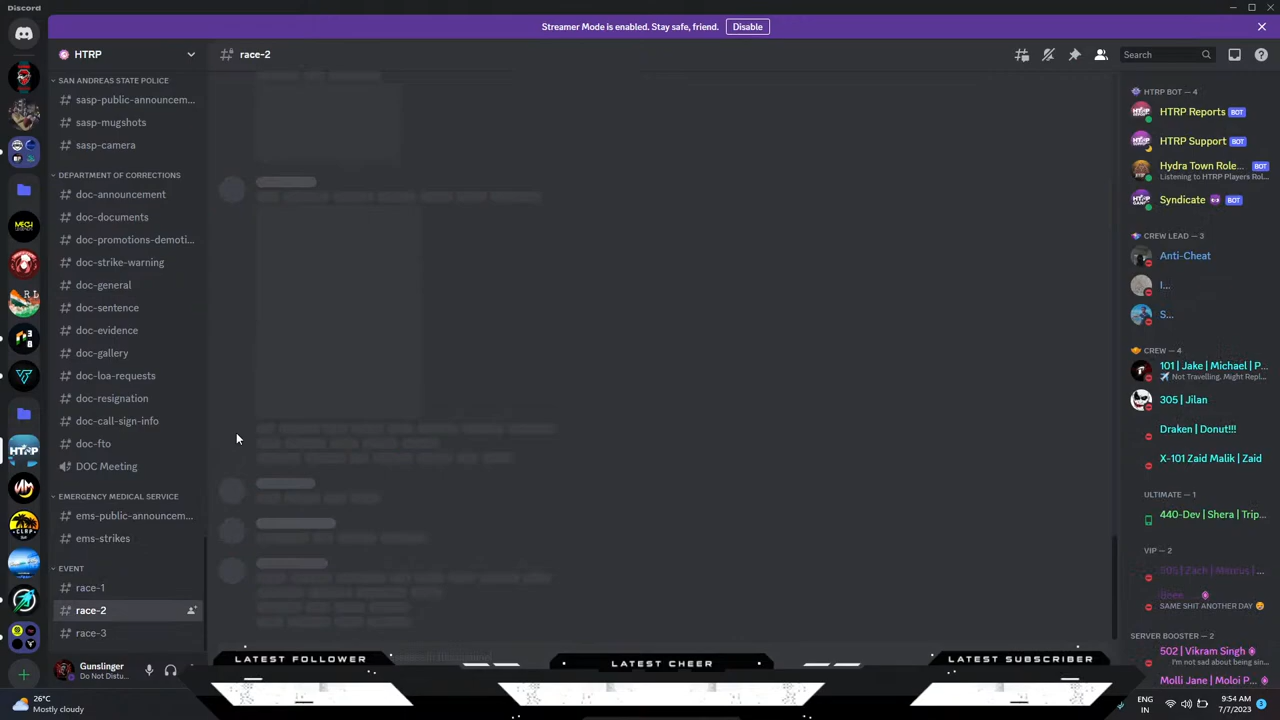 Discord
Streamer Mode is enabled. Stay safe, friend. Disable
HTRP
race-2
Search
SAN ANDREAS STATE POLICE
sasp-public-announcem...
sasp-mugshots
sasp-camera
DEPARTMENT OF CORRECTIONS
doc-announcement
doc-documents
doc-promotions-demoti...
doc-strike-warning
doc-general
doc-sentence
doc-evidence
doc-gallery
doc-loa-requests
doc-resignation
doc-call-sign-info
doc-fto
DOC Meeting
EMERGENCY MEDICAL SERVICE
ems-public-announcem...
ems-strikes
EVENT
race-1
race-2
race-3
Gunslinger
Do Not Disturb
HTRP BOT — 4
HTRP Reports BOT
HTRP Support BOT
Hydra Town Role... BOT
Listening to HTRP Players Rol...
Syndicate BOT
CREW LEAD — 3
Anti-Cheat
I...
S...
CREW — 4
101 | Jake | Michael | P...
Not Travelling. Might Repl...
305 | Jilan
Draken | Donut!!!
X-101 Zaid Malik | Zaid
ULTIMATE — 1
440-Dev | Shera | Trip...
VIP — 2
SAME SHIT ANOTHER DAY
SERVER BOOSTER — 2
502 | Vikram Singh
I'm not sad about being sin...
Molli Jane | Moloi P...
LATEST FOLLOWER
LATEST CHEER
LATEST SUBSCRIBER
26°C
Mostly cloudy
ENG
IN
9:54 AM
7/7/2023